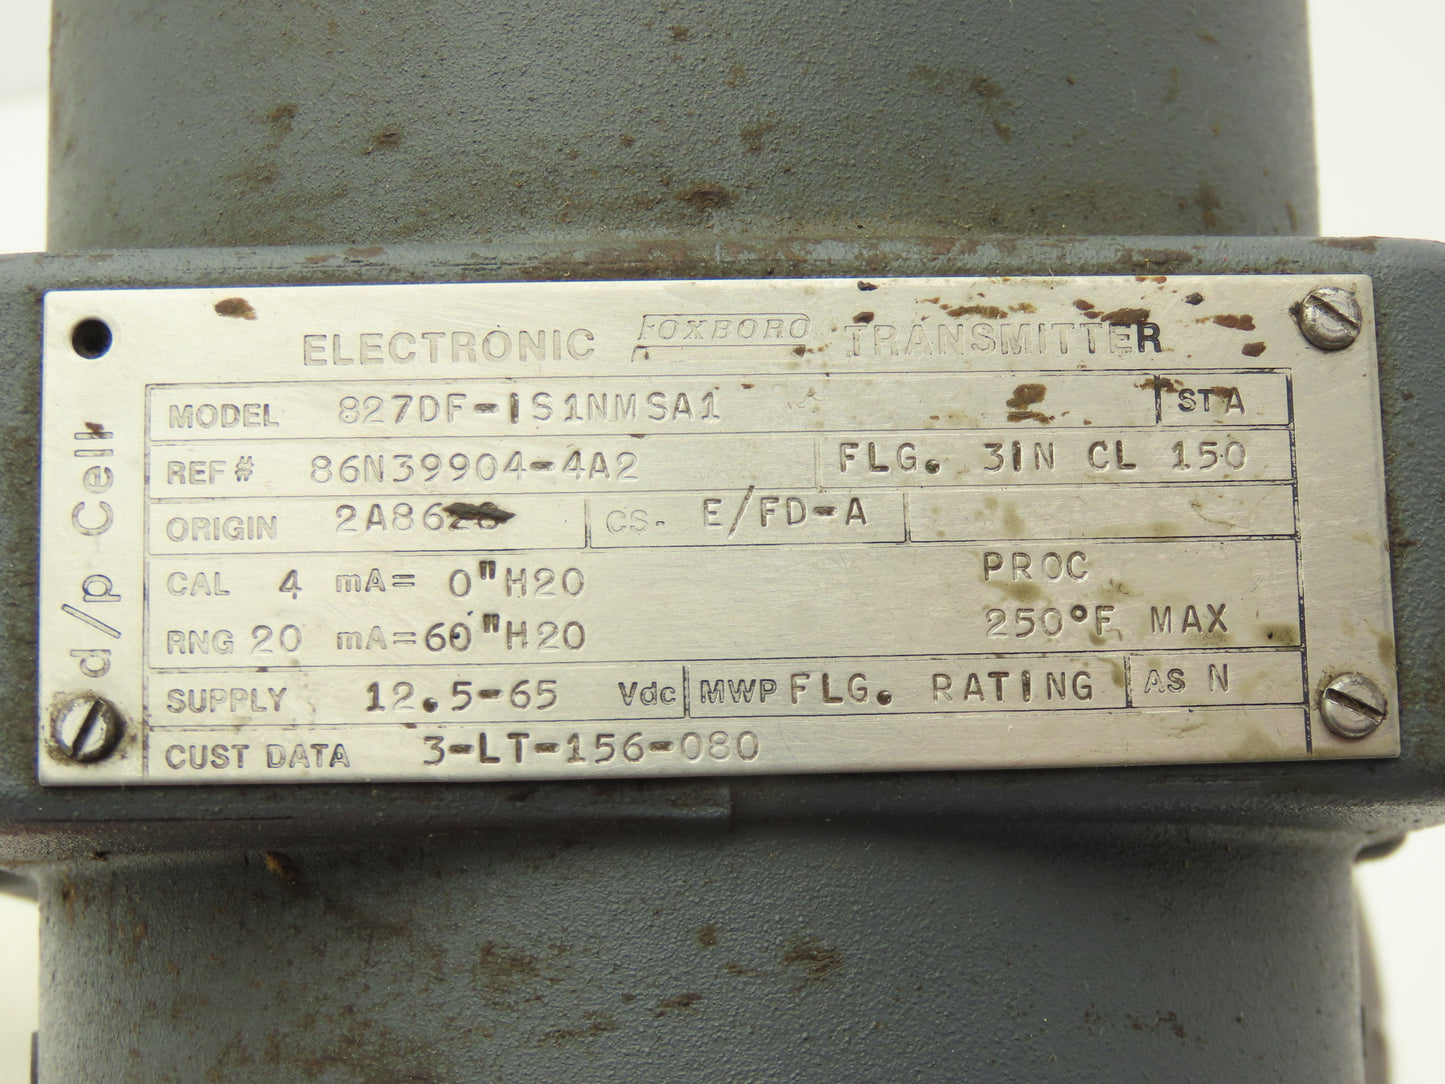 ELECTRONIC FOXBORO TRANSMITTER
d/p Cell
MODEL 827DF-IS1NMSA1 ST A
REF# 86N39904-4A2 FLG. 3IN CL 150
ORIGIN CS. E/FD-A
CAL 4 mA= 0"H20 PROC
RNG 20 mA=60"H20 250°F MAX
SUPPLY 12.5-65 Vdc MWP FLG. RATING AS N
CUST DATA 3-LT-156-080